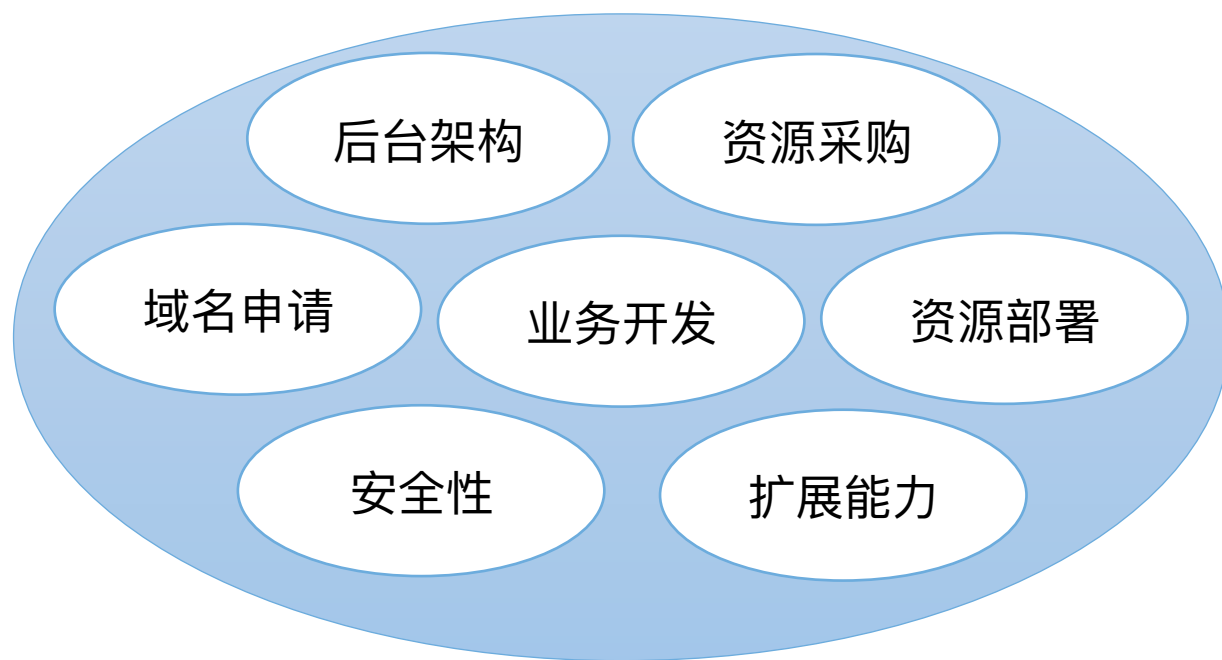 后台架构
资源采购
域名申请
业务开发
资源部署
安全性
扩展能力